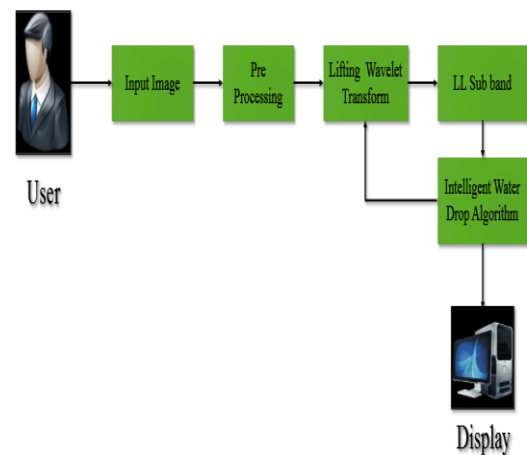 Input Image
Pre
Processing
Lifting Wavelet
Transform
LL Sub band
User
Intelligent Water
Drop Algorithm
Display